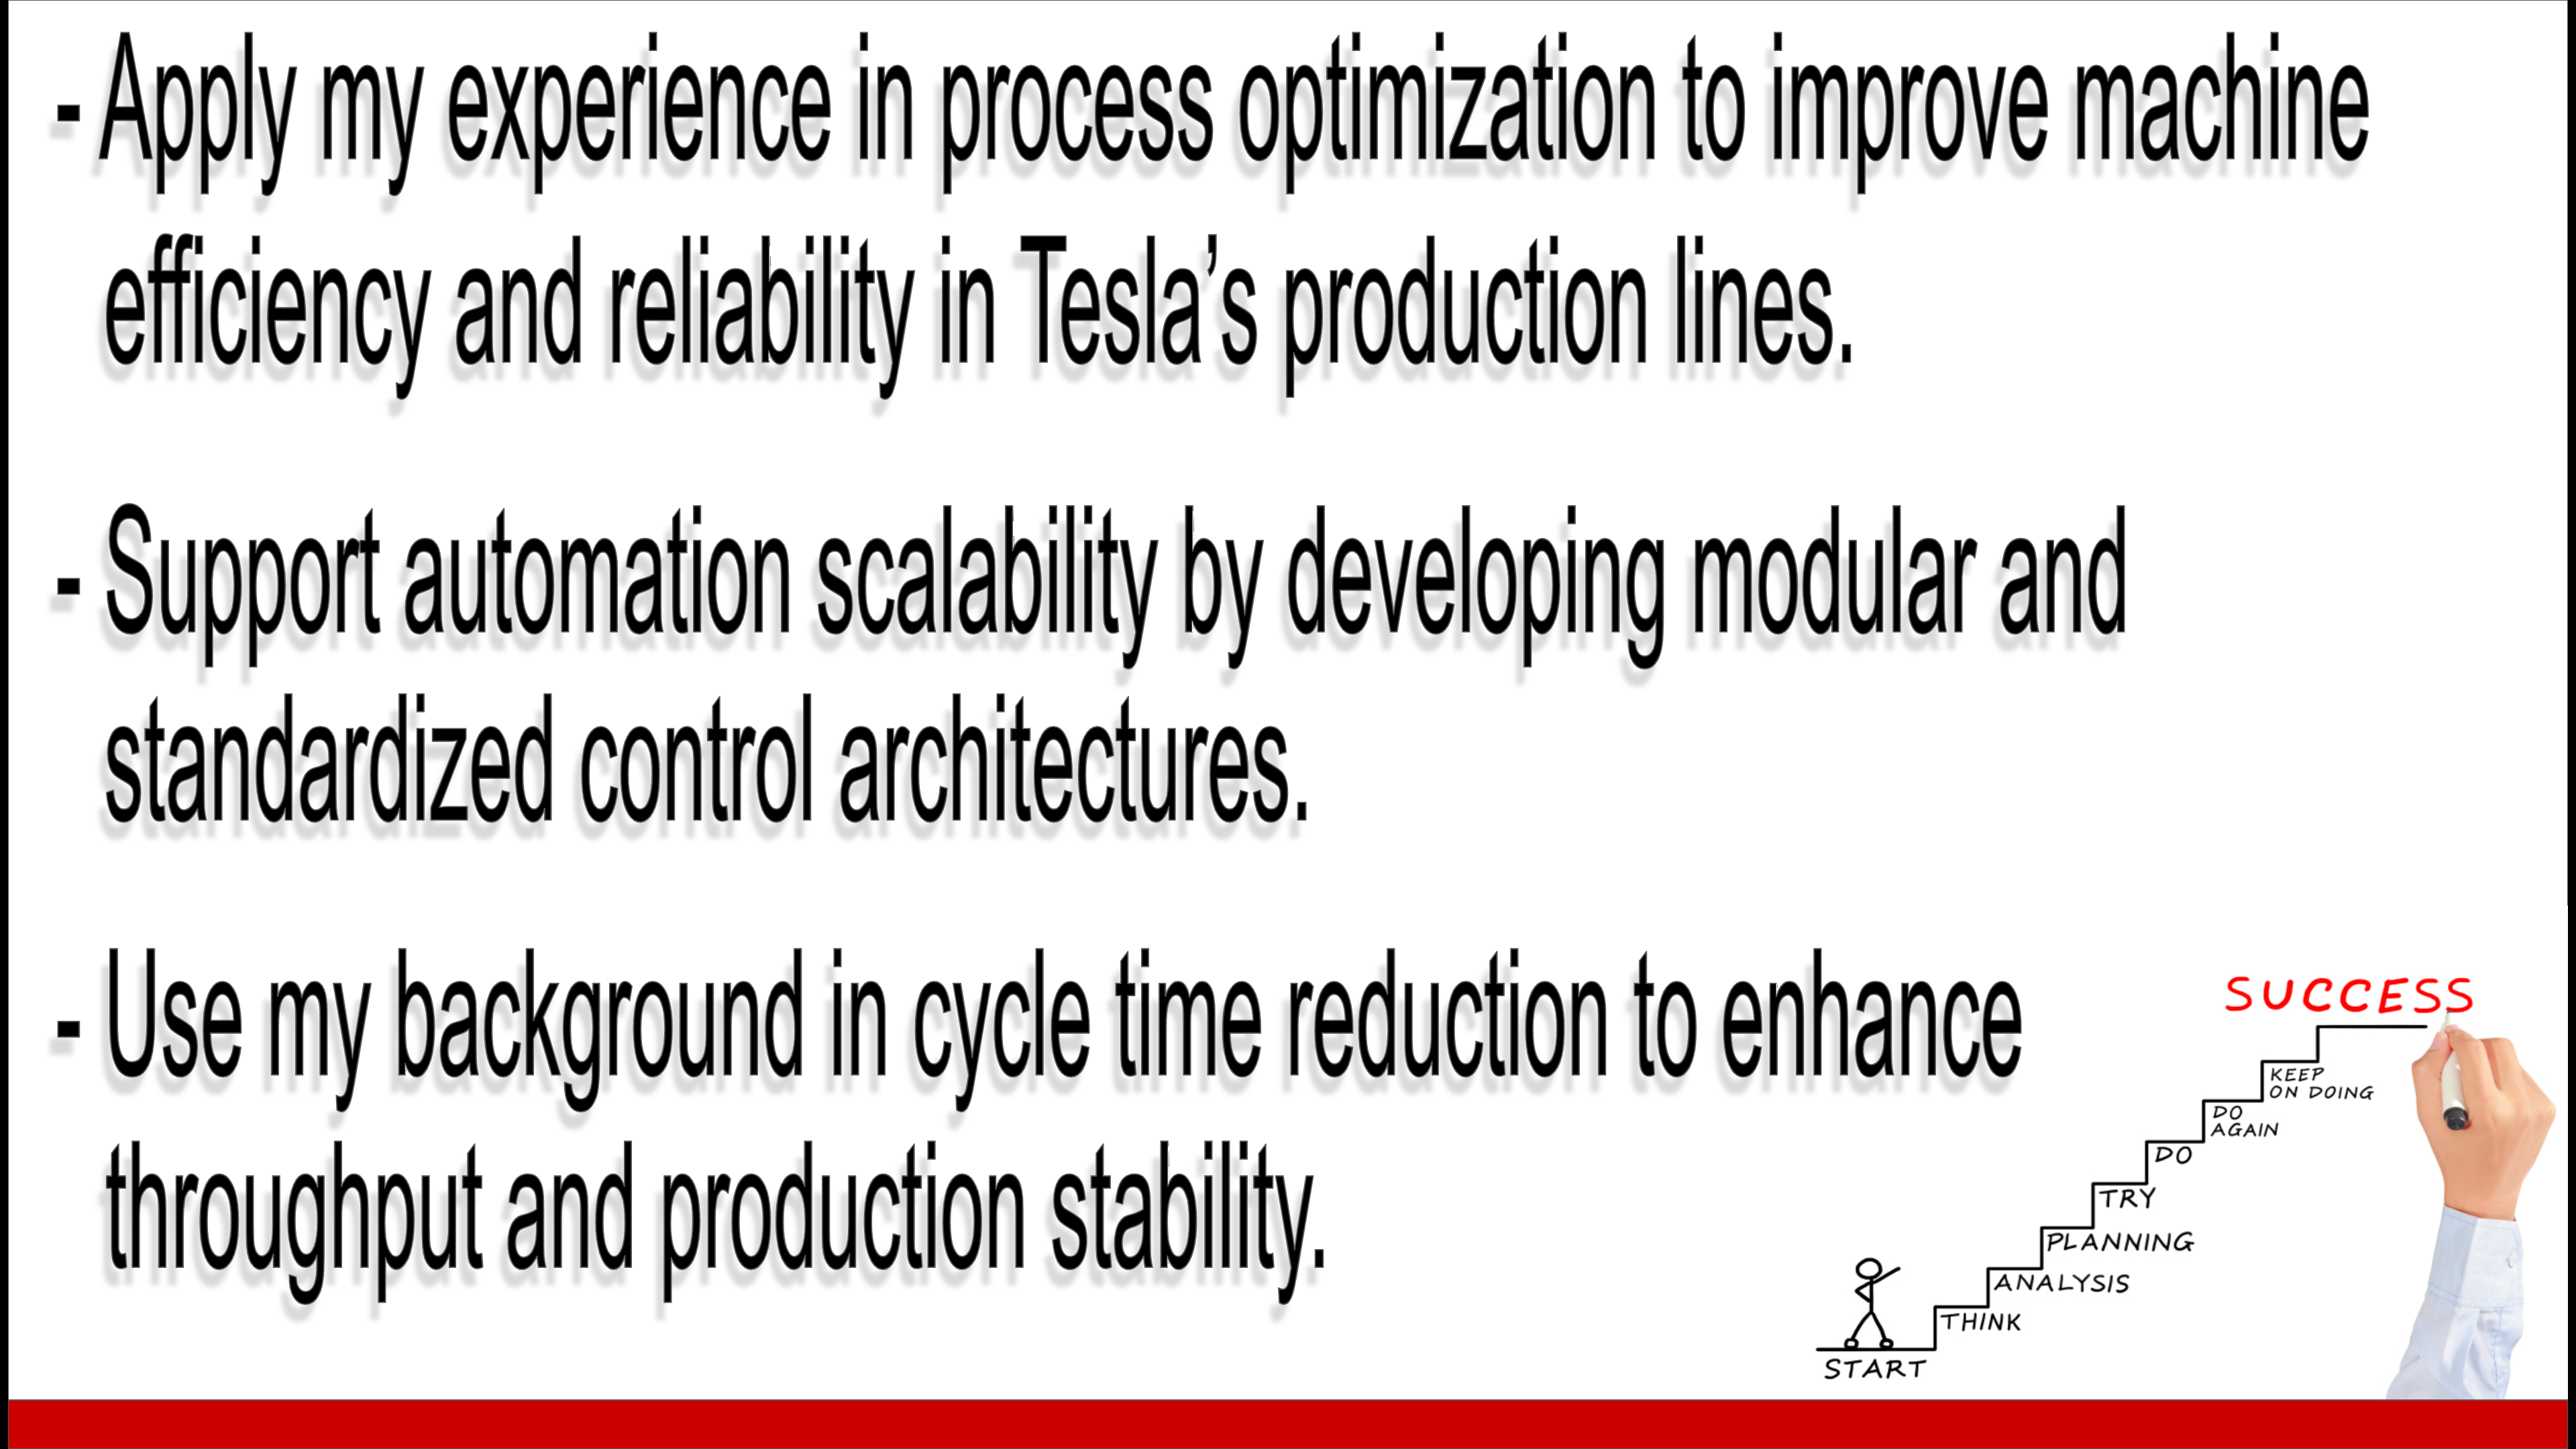 - Apply my experience in process optimization to improve machine
efficiency and reliability in Tesla’s production lines.
- Support automation scalability by developing modular and
standardized control architectures.
- Use my background in cycle time reduction to enhance
throughput and production stability.
SUCCESS
KEEP
ON DOING
DO
AGAIN
DO
TRY
PLANNING
ANALYSIS
THINK
START